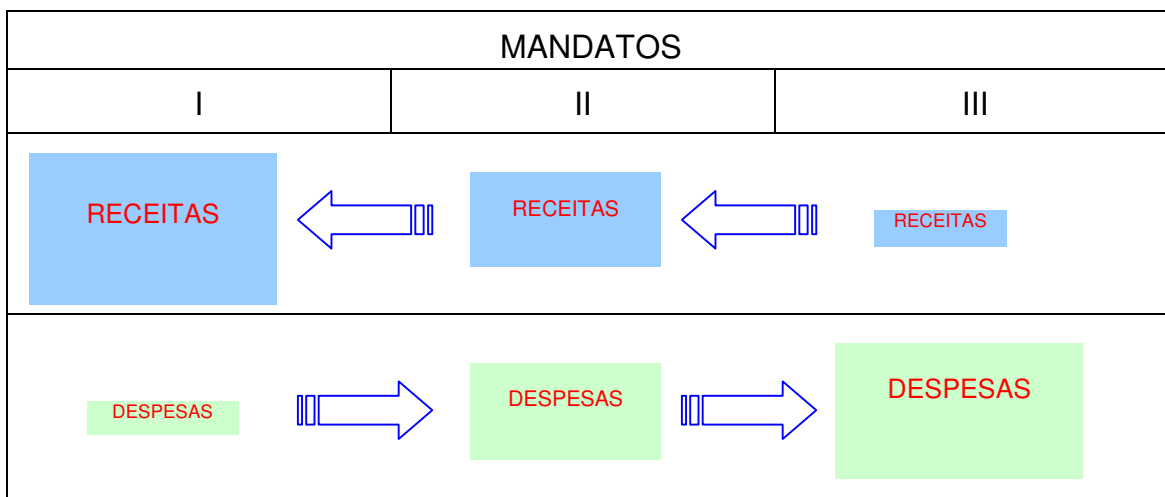 MANDATOS
I II III
RECEITAS RECEITAS RECEITAS
DESPESAS DESPESAS DESPESAS